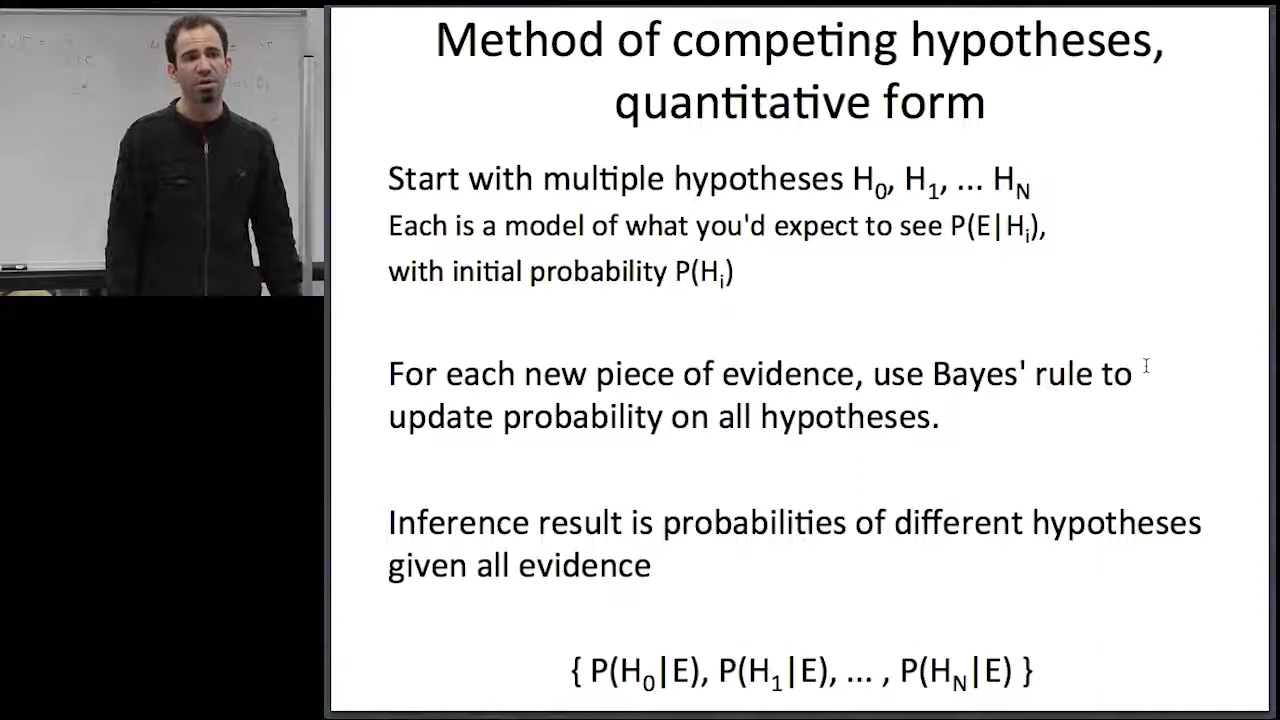 Method of competing hypotheses,
quantitative form
Start with multiple hypotheses H₀, H₁, ... H_N
Each is a model of what you'd expect to see P(E|Hᵢ),
with initial probability P(Hᵢ)
For each new piece of evidence, use Bayes' rule to
update probability on all hypotheses.
Inference result is probabilities of different hypotheses
given all evidence
{ P(H₀|E), P(H₁|E), ... , P(H_N|E) }